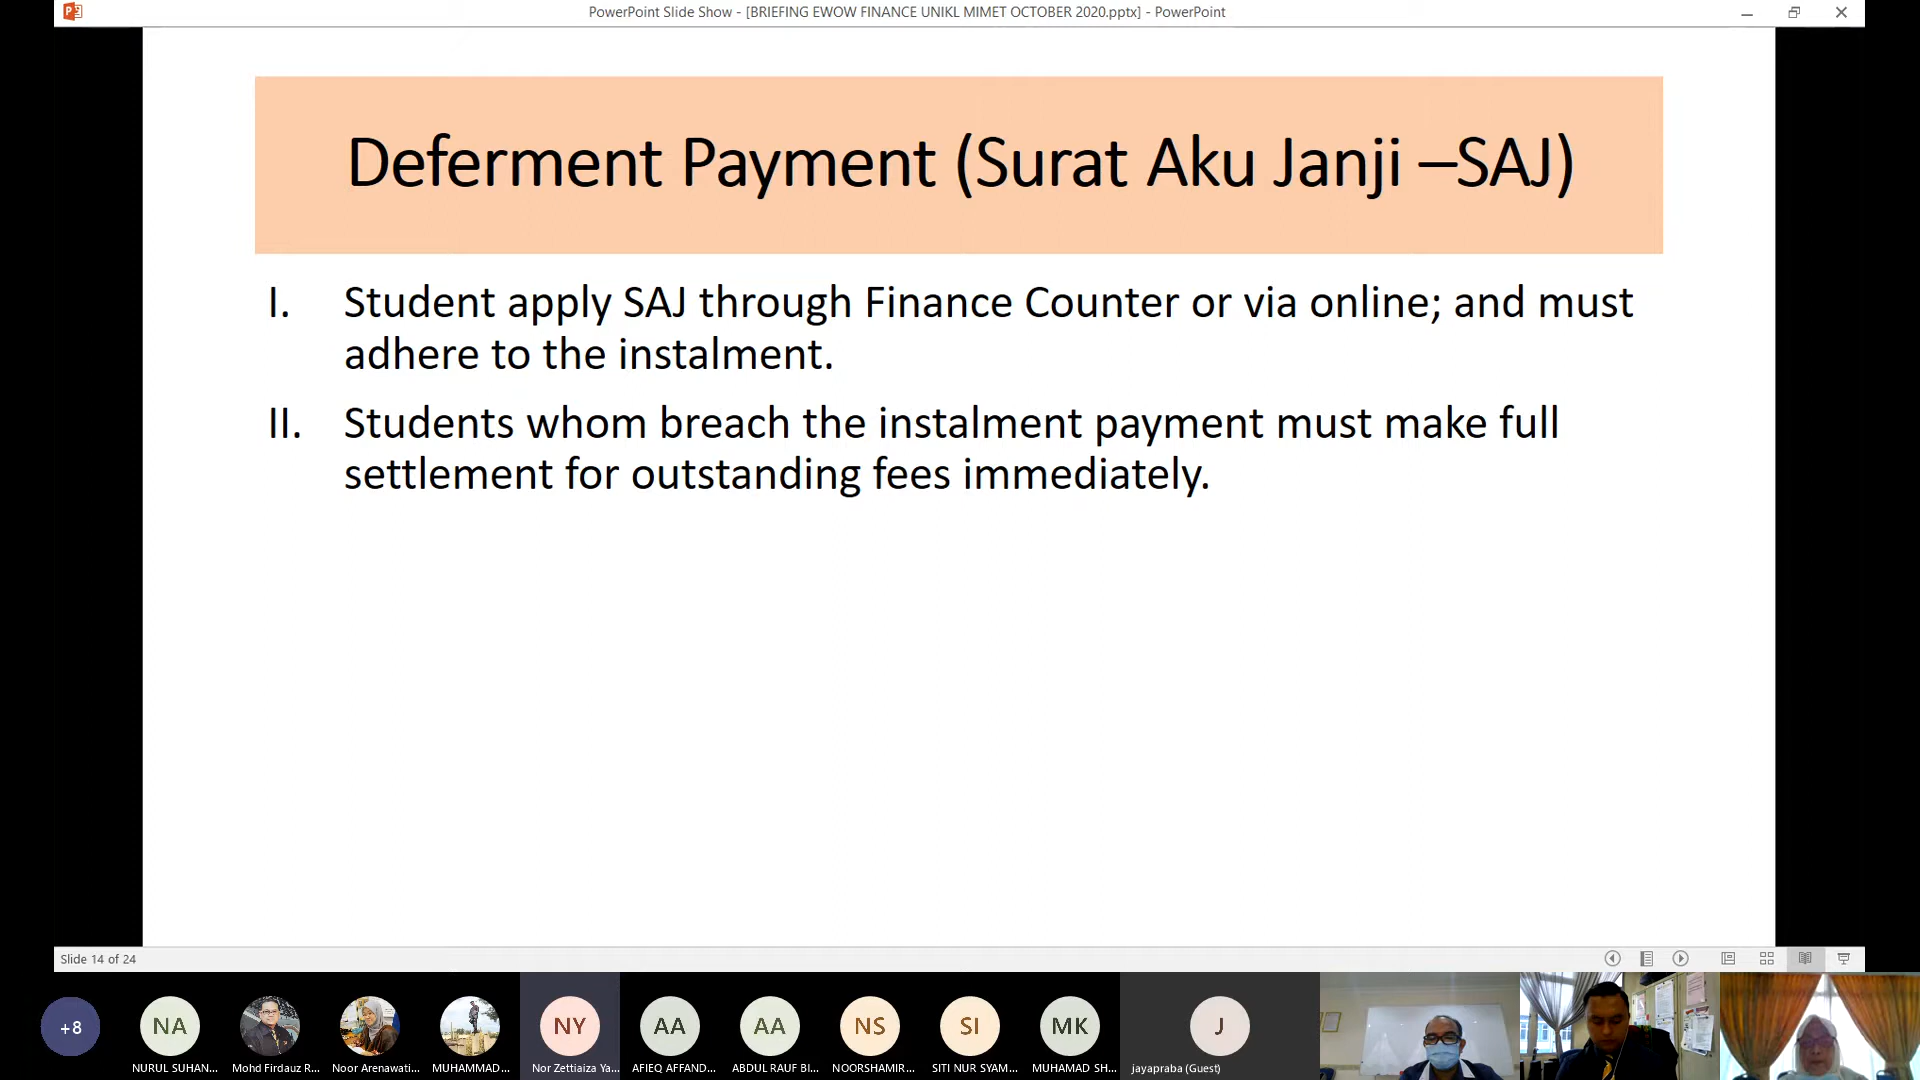 PowerPoint Slide Show - [BRIEFING EWOW FINANCE UNIKL MIMET OCTOBER 2020.pptx] - PowerPoint
Deferment Payment (Surat Aku Janji –SAJ)
I. Student apply SAJ through Finance Counter or via online; and must
adhere to the instalment.
II. Students whom breach the instalment payment must make full
settlement for outstanding fees immediately.
Slide 14 of 24
+8 NA NY AA AA NS SI MK J
NURUL SUHAN... Mohd Firdauz R... Noor Arenawati... MUHAMMAD... Nor Zettiaiza Ya... AFIEQ AFFAND... ABDUL RAUF BI... NOORSHAMIR... SITI NUR SYAM... MUHAMAD SH... jayapraba (Guest)